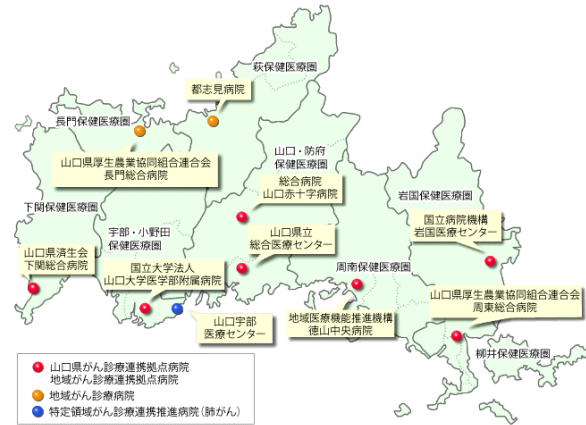 萩保健医療圏
都志見病院
長門保健医療圏
山口県厚生農業協同組合連合会
長門総合病院
山口・防府
保健医療圏
総合病院
山口赤十字病院
岩国保健医療圏
下関保健医療圏
宇部・小野田
保健医療圏
山口県立
総合医療センター
国立病院機構
岩国医療センター
山口県済生会
下関総合病院
国立大学法人
山口大学医学部附属病院
周南保健医療圏
山口県厚生農業協同組合連合会
周東総合病院
山口宇部
医療センター
地域医療機能推進機構
徳山中央病院
柳井保健医療圏
山口県がん診療連携拠点病院
地域がん診療連携拠点病院
地域がん診療病院
特定領域がん診療連携推進病院(肺がん)